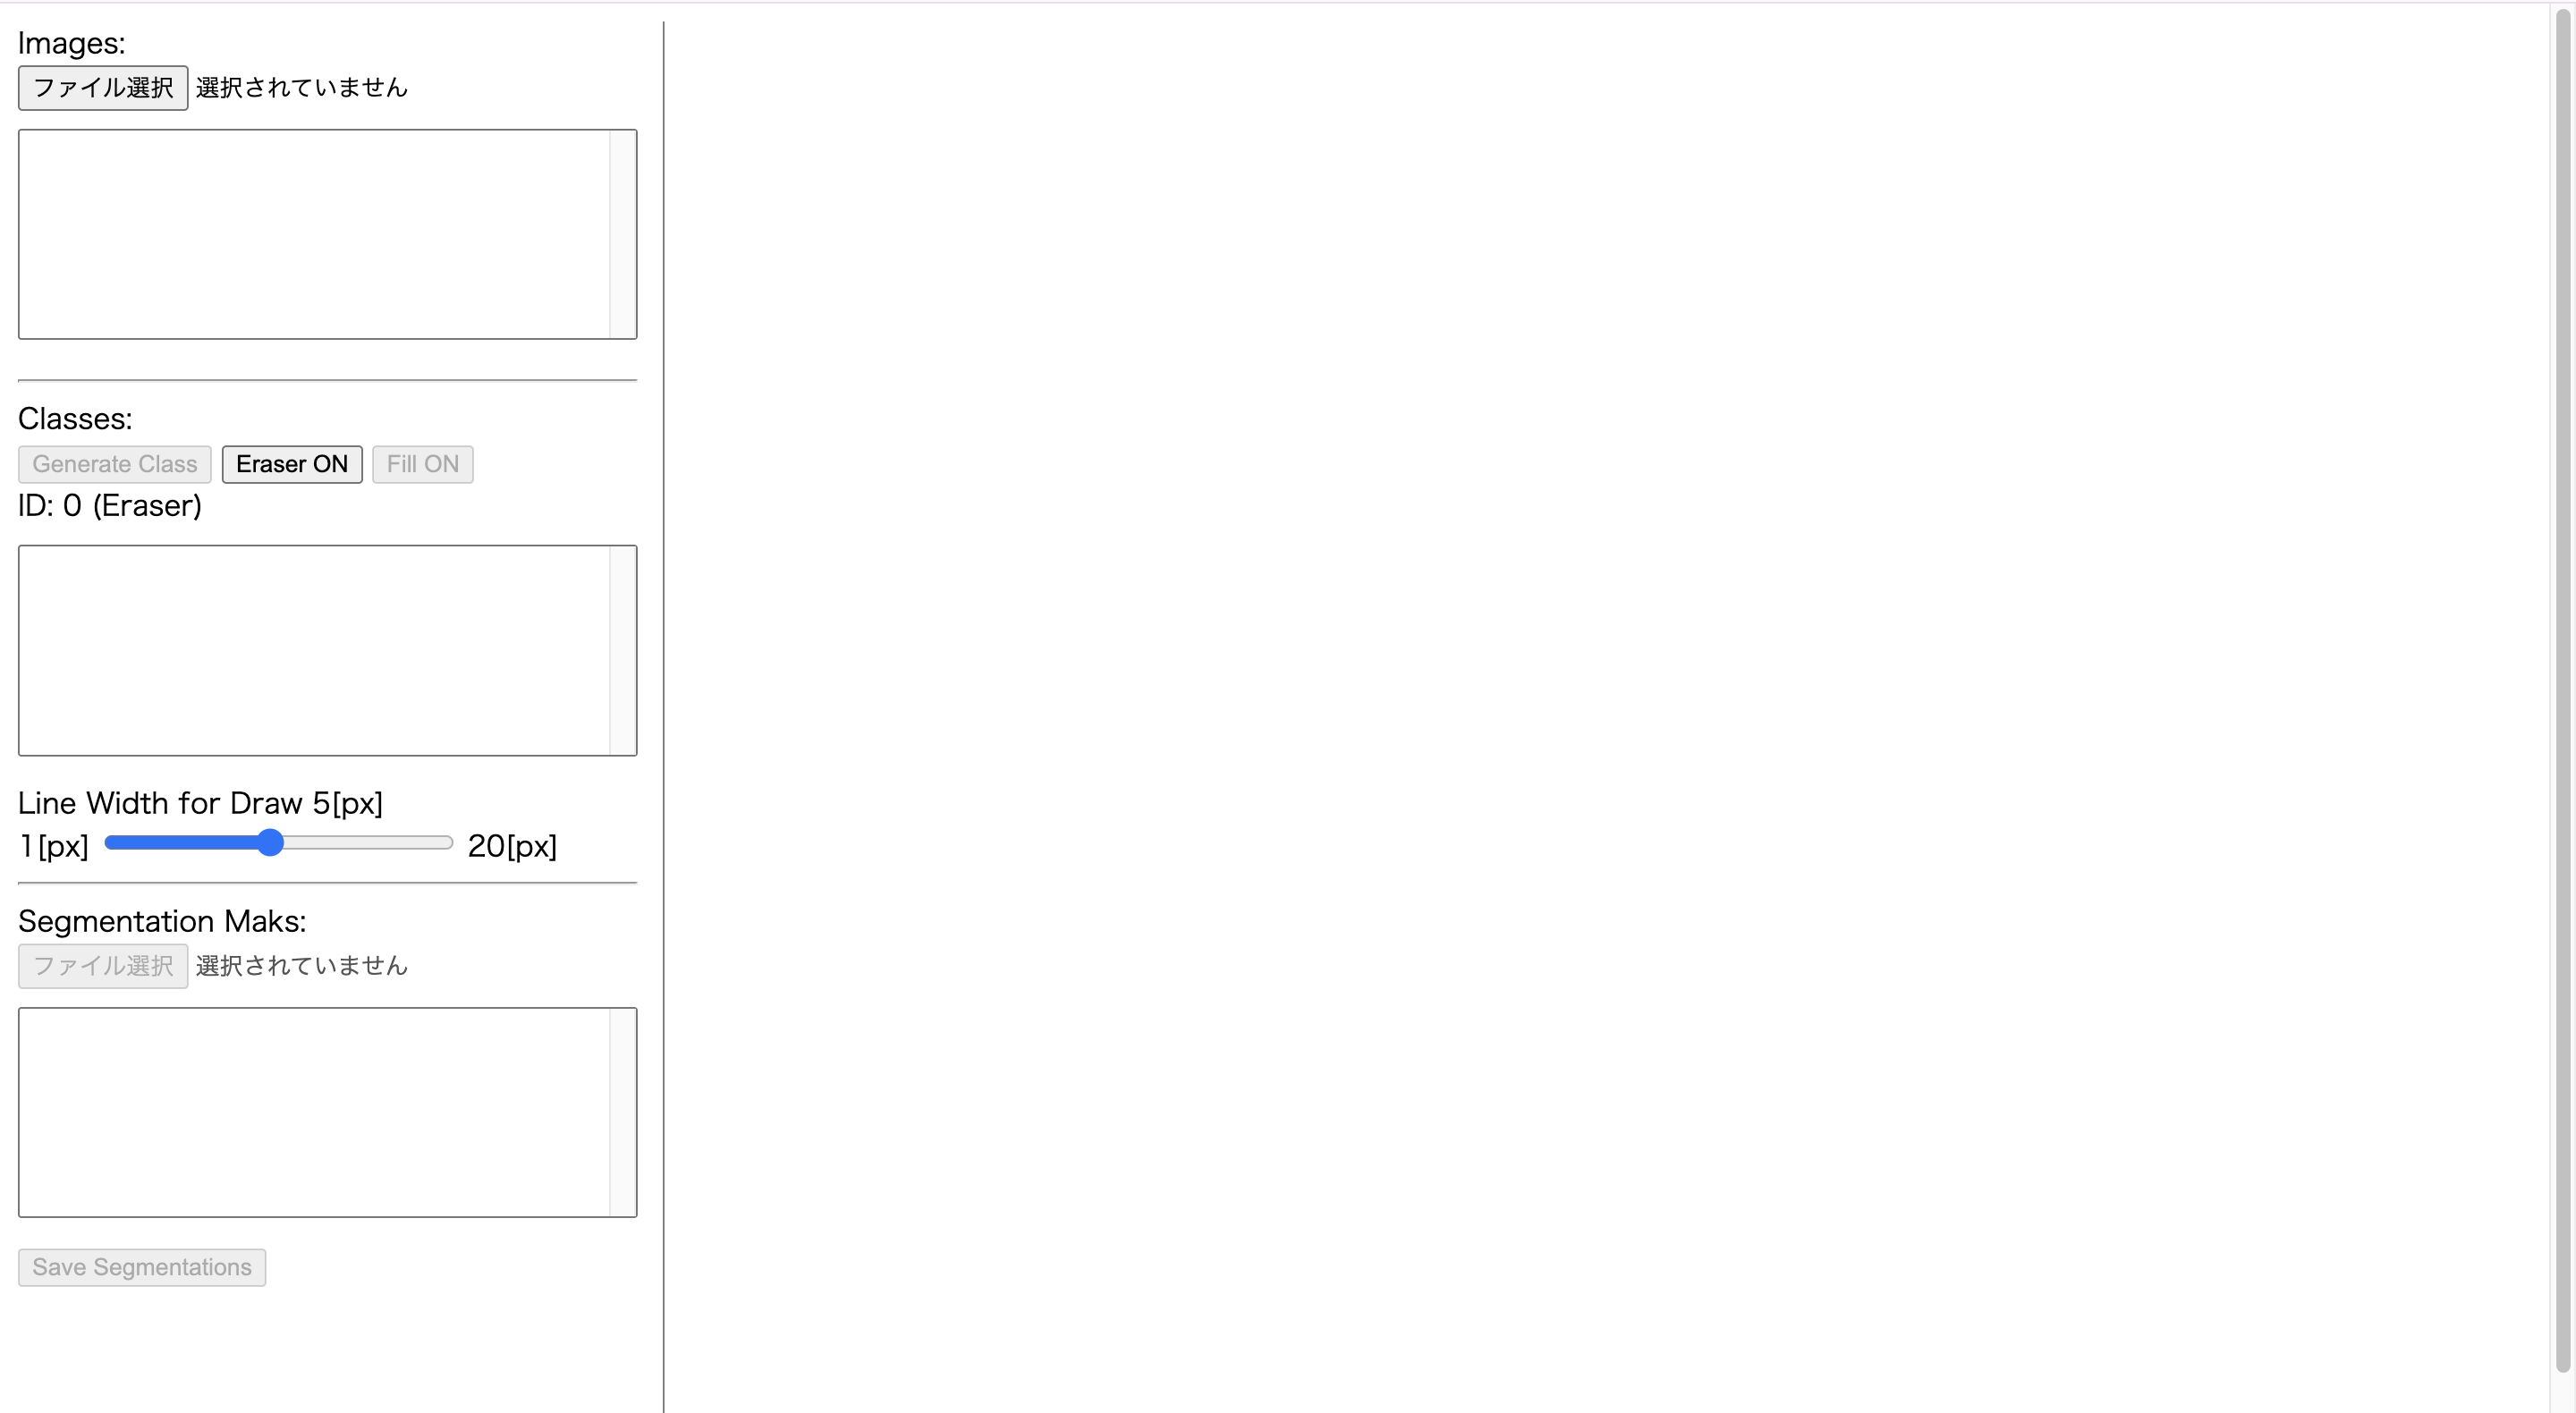 Images:
ファイル選択 選択されていません
Classes:
Generate Class Eraser ON Fill ON
ID: 0 (Eraser)
Line Width for Draw 5[px]
1[px] 20[px]
Segmentation Maks:
ファイル選択 選択されていません
Save Segmentations